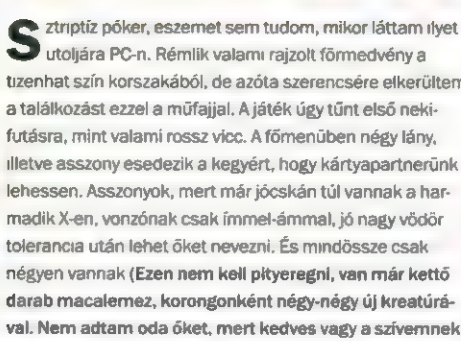 Sztriptíz póker, eszemet sem tudom, mikor láttam ilyet
utoljára PC-n. Rémlik valami rajzolt förmedvény a
tizenhat szín korszakából, de azóta szerencsére elkerültem
a találkozást ezzel a műfajjal. A játék úgy tűnt első neki-
futásra, mint valami rossz vicc. A főmenüben négy lány,
illetve asszony esedezik a kegyért, hogy kártyapartnerünk
lehessen. Asszonyok, mert már jócskán túl vannak a har-
madik X-en, vonzónak csak ímmel-ámmal, jó nagy vödör
tolerancia után lehet őket nevezni. És mindössze csak
négyen vannak (Ezen nem kell pityeregni, van már kettő
darab macalemez, korongonként négy-négy új kreatúrá-
val. Nem adtam oda őket, mert kedves vagy a szívemnek